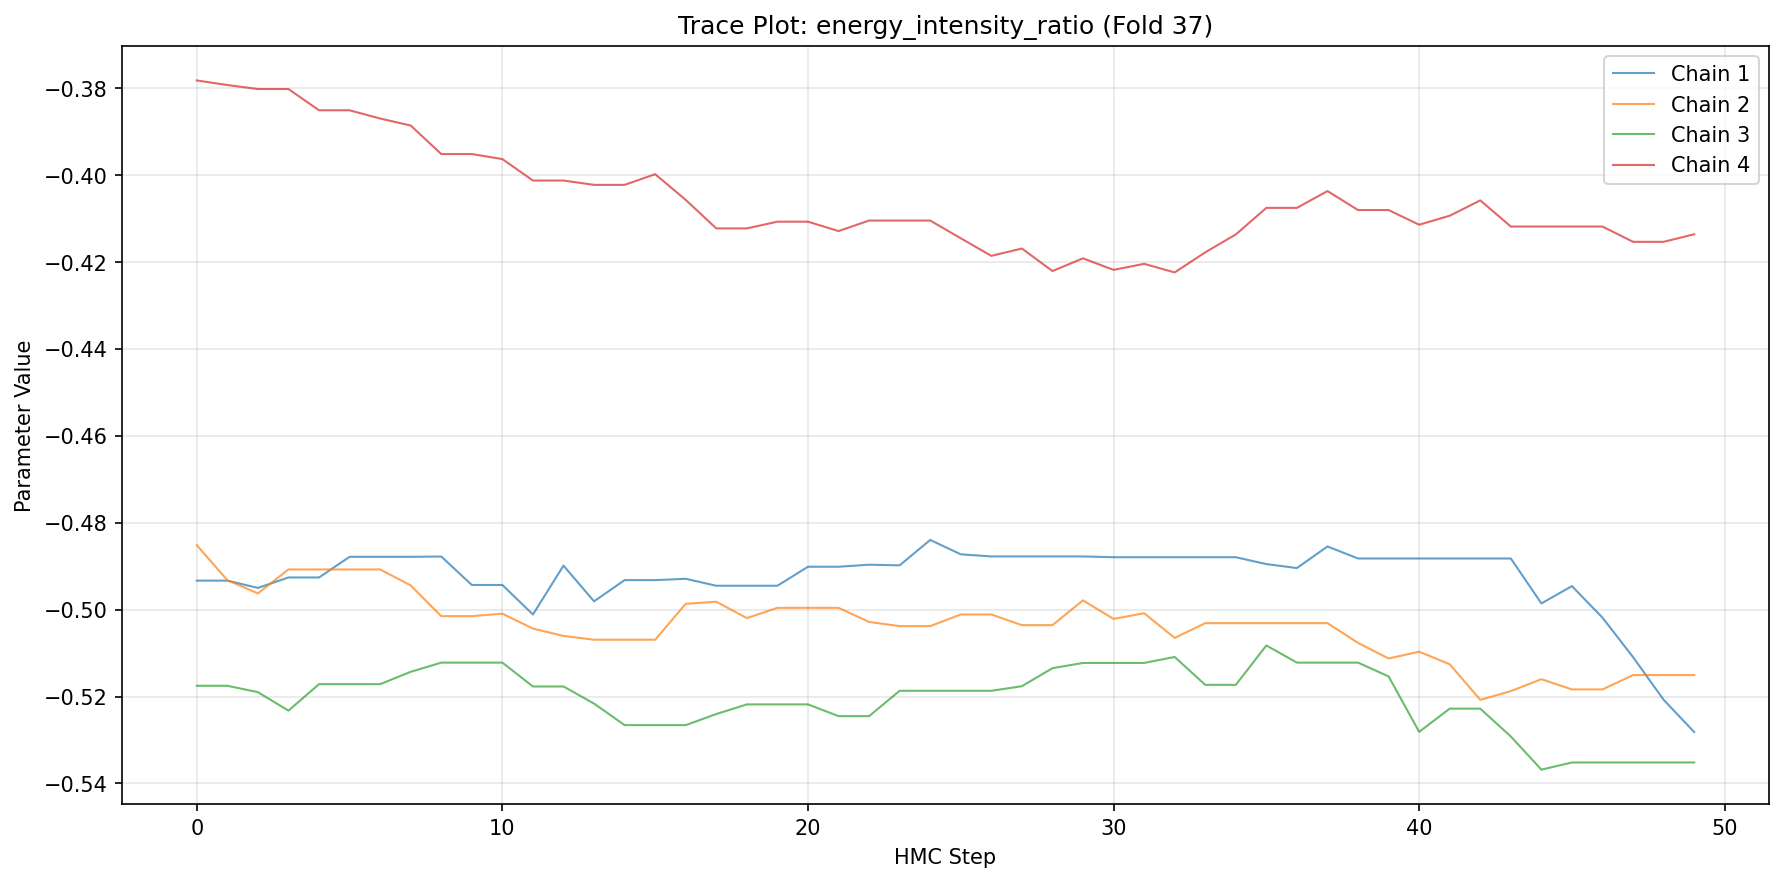 Trace Plot: energy_intensity_ratio (Fold 37)
Chain 1
Chain 2
Chain 3
Chain 4
Parameter Value
−0.38
−0.40
−0.42
−0.44
−0.46
−0.48
−0.50
−0.52
−0.54
0
10
20
30
40
50
HMC Step